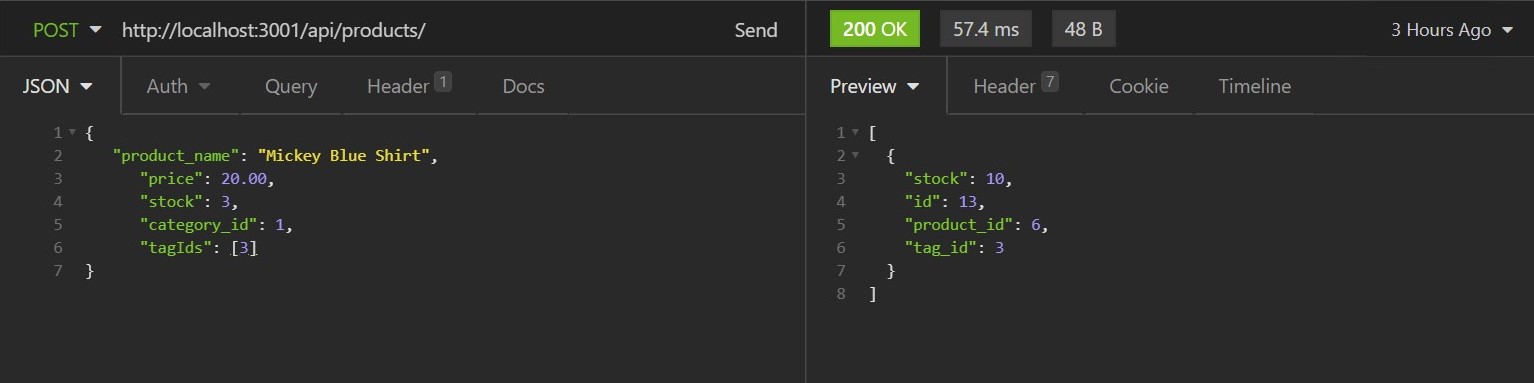 POST http://localhost:3001/api/products/ Send
JSON Auth Query Header 1 Docs
1 {
2 "product_name": "Mickey Blue Shirt",
3 "price": 20.00,
4 "stock": 3,
5 "category_id": 1,
6 "tagIds": [3]
7 }
200 OK 57.4 ms 48 B 3 Hours Ago
Preview Header 7 Cookie Timeline
1 [
2 {
3 "stock": 10,
4 "id": 13,
5 "product_id": 6,
6 "tag_id": 3
7 }
8 ]